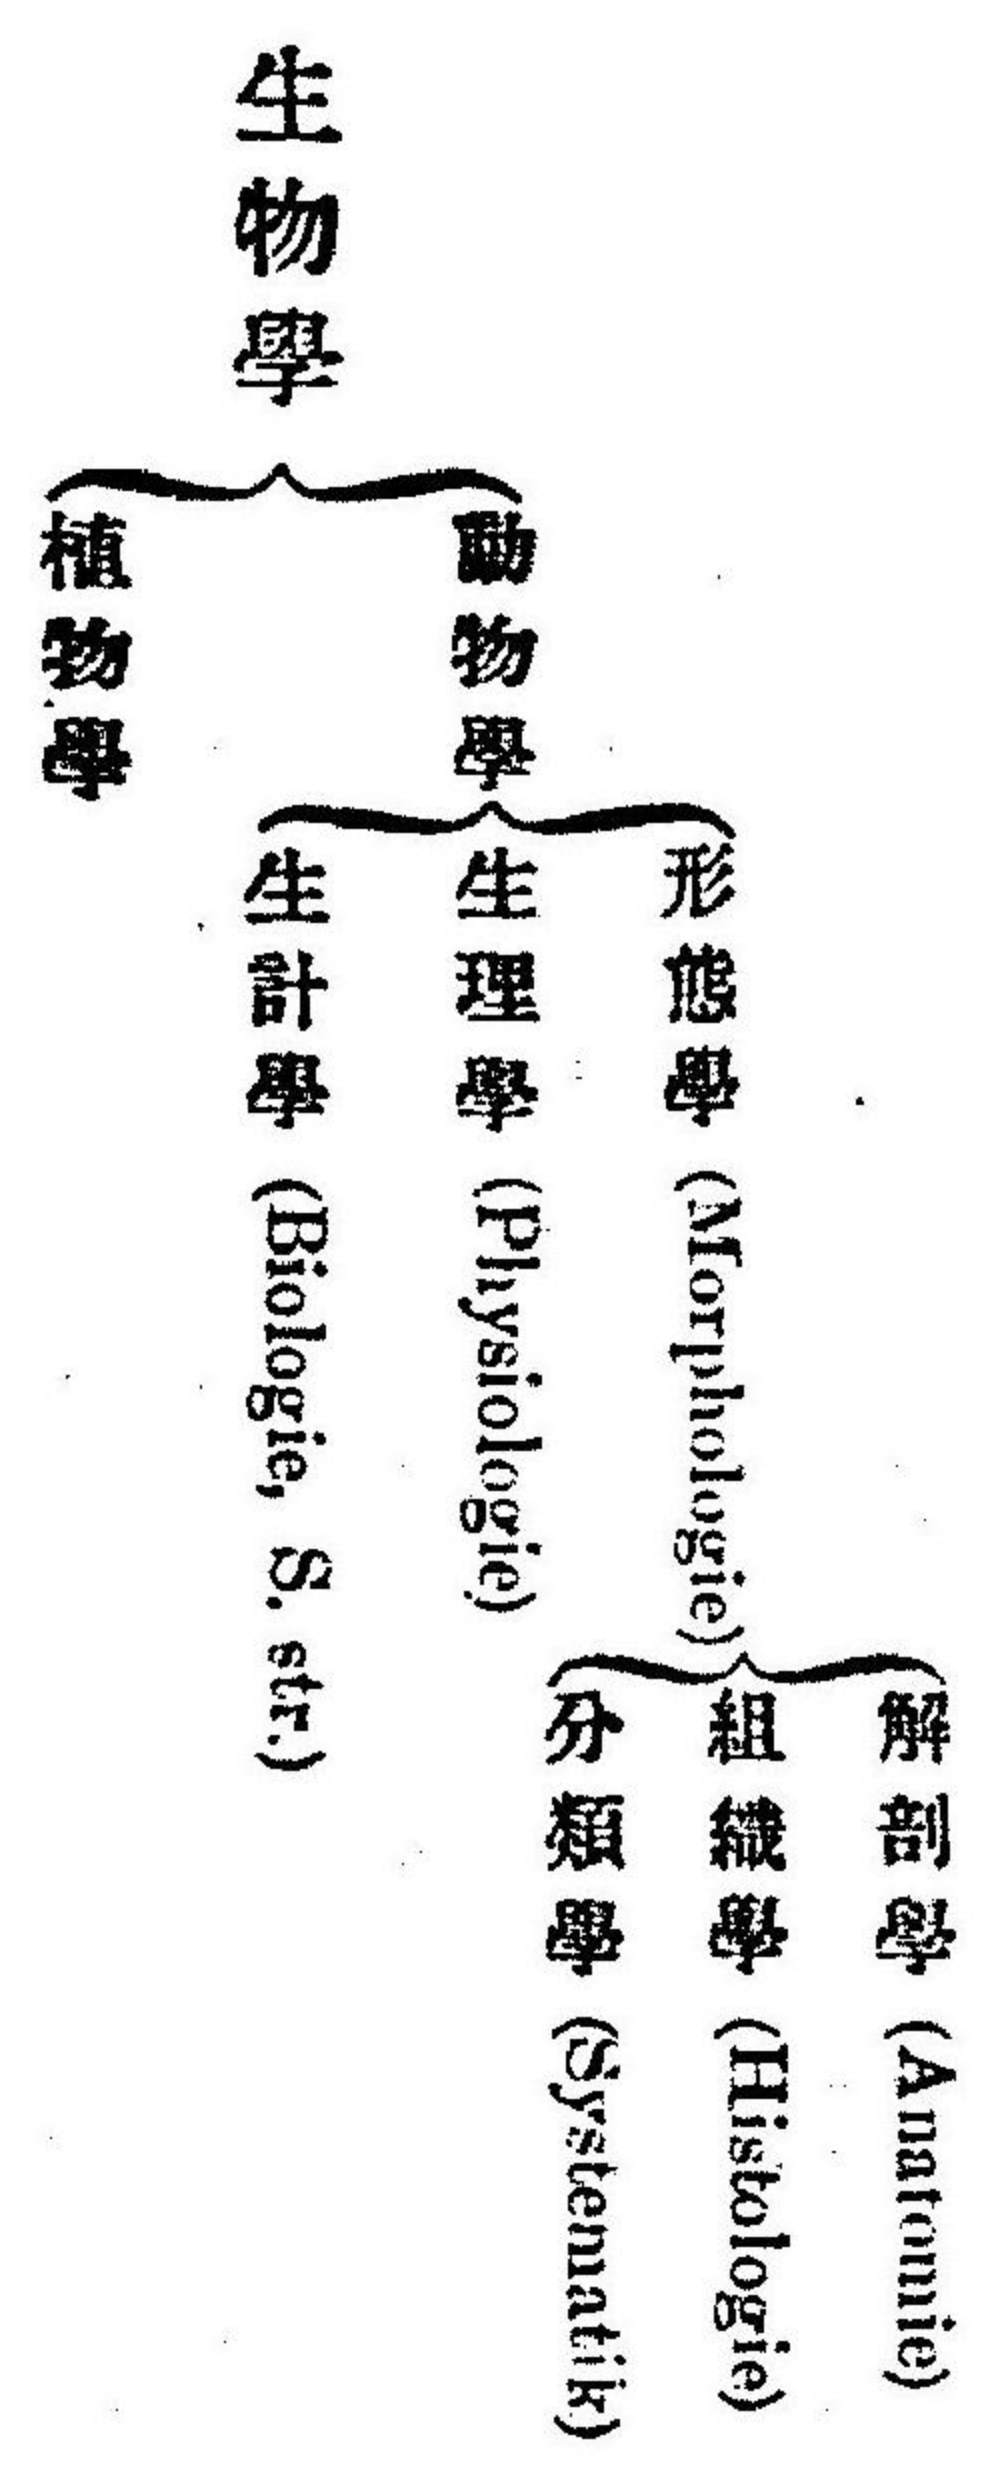 生物學
動物學
植物學
形態學 (Morphologie)
生理學 (Physiologie)
生計學 (Biologie, S. str.)
解剖學 (Anatomie)
組織學 (Histologie)
分類學 (Systematik)